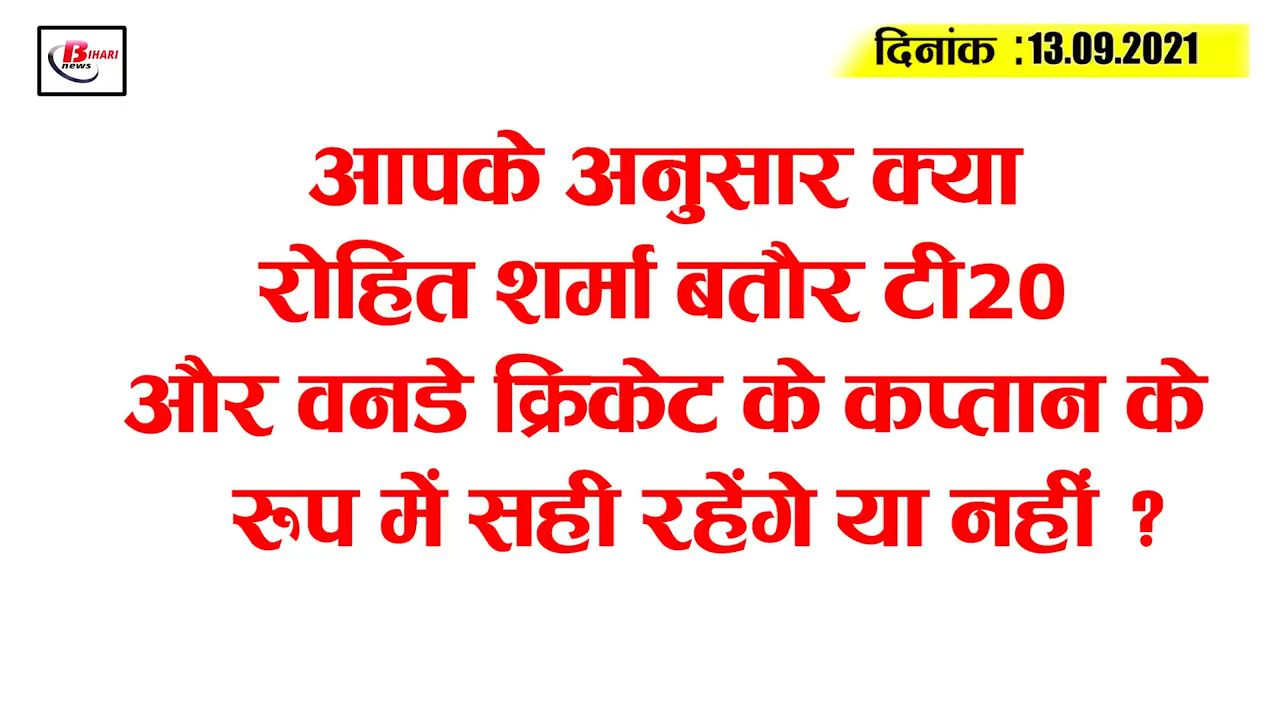 BIHARI
news
दिनांक : 13.09.2021
आपके अनुसार क्या
रोहित शर्मा बतौर टी20
और वनडे क्रिकेट के कप्तान के
रुप में सही रहेंगे या नहीं ?